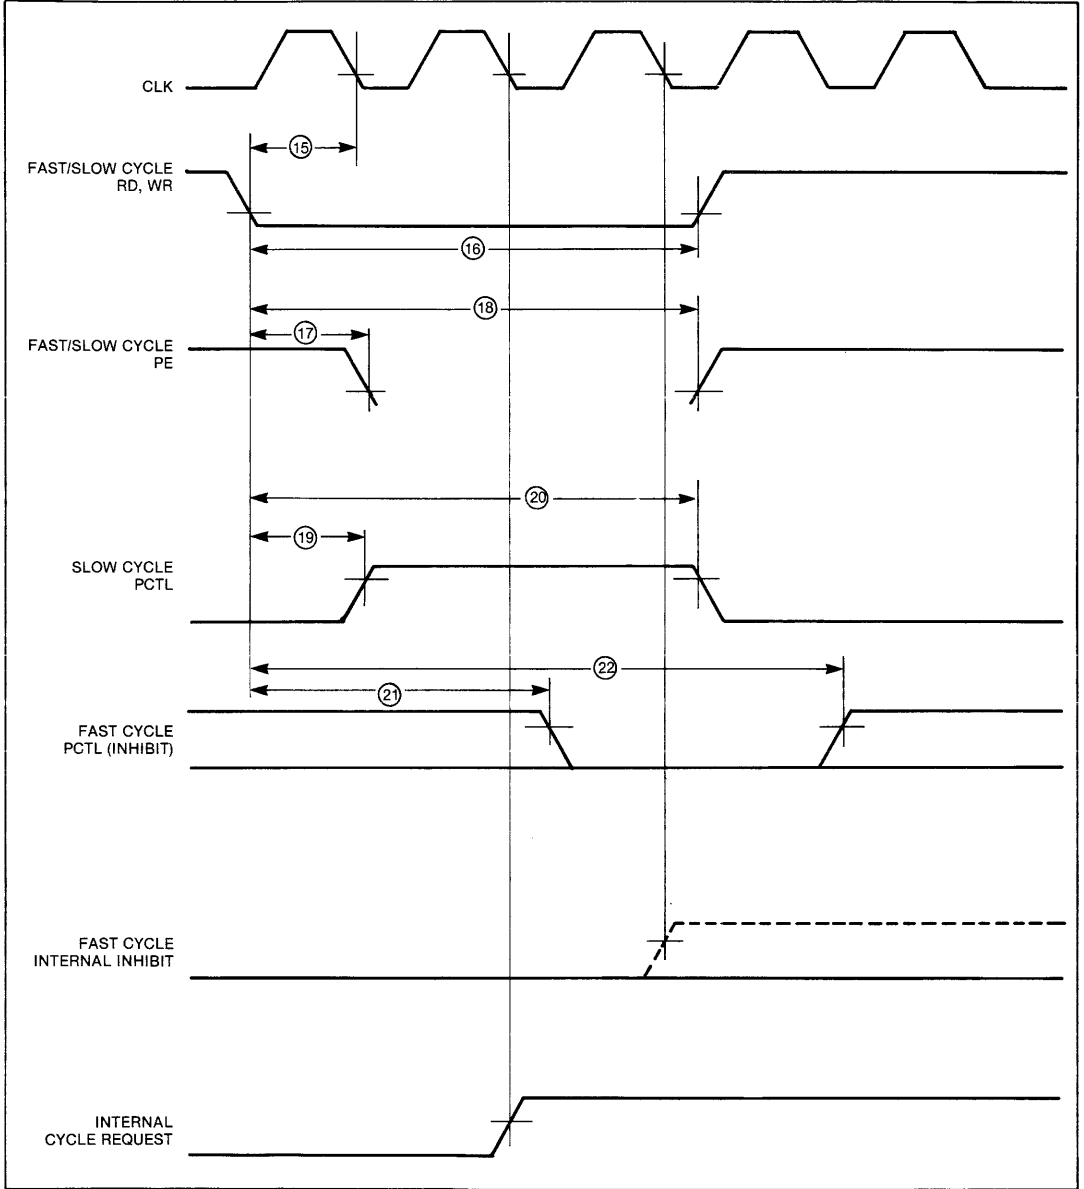 CLK
15
FAST/SLOW CYCLE
RD, WR
16
18
17
FAST/SLOW CYCLE
PE
20
19
SLOW CYCLE
PCTL
22
21
FAST CYCLE
PCTL (INHIBIT)
FAST CYCLE
INTERNAL INHIBIT
INTERNAL
CYCLE REQUEST